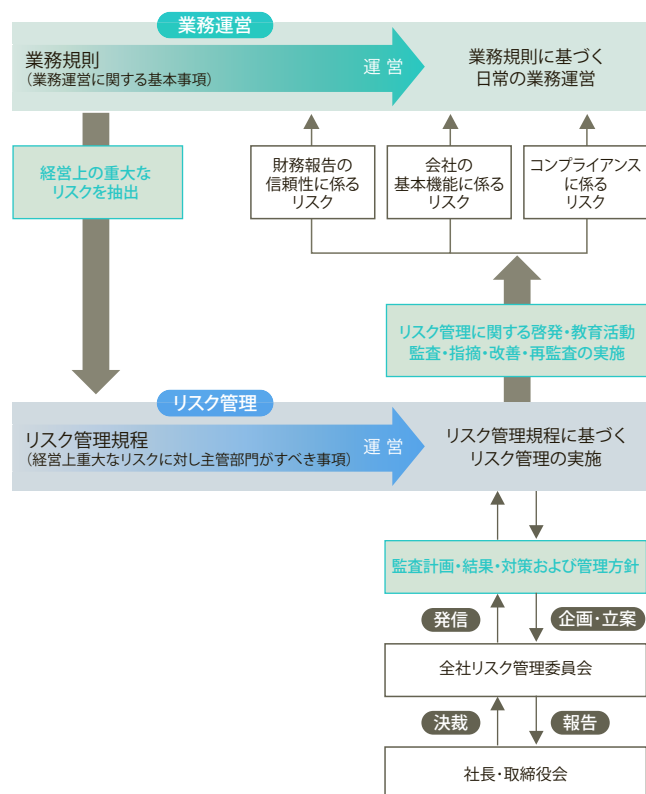 業務運営
業務規則
（業務運営に関する基本事項）
運 営
業務規則に基づく
日常の業務運営
経営上の重大な
リスクを抽出
財務報告の
信頼性に係る
リスク
会社の
基本機能に係る
リスク
コンプライアンス
に係る
リスク
リスク管理に関する啓発・教育活動
監査・指摘・改善・再監査の実施
リスク管理
リスク管理規程
（経営上重大なリスクに対し主管部門がすべき事項）
運 営
リスク管理規程に基づく
リスク管理の実施
監査計画・結果・対策および管理方針
発信
企画・立案
全社リスク管理委員会
決裁
報告
社長・取締役会